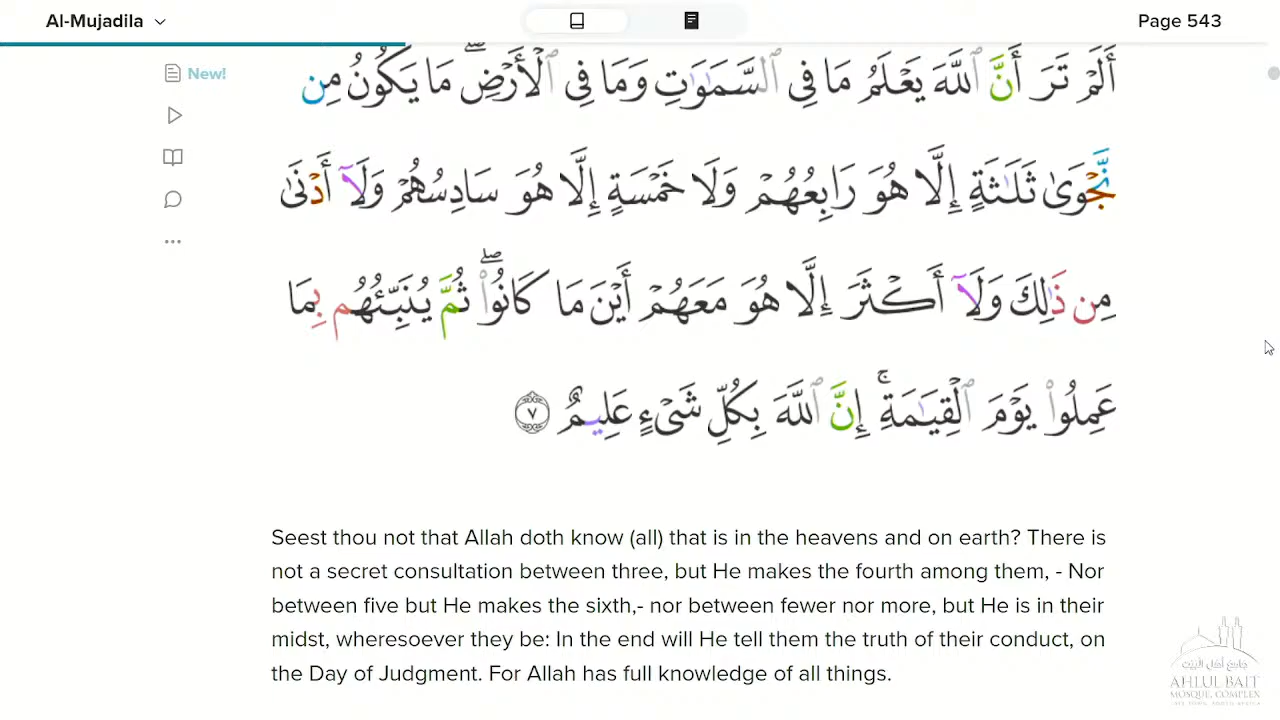 Al-Mujadila
Page 543
New!
أَلَمْ تَرَ أَنَّ ٱللَّهَ يَعْلَمُ مَا فِى ٱلسَّمَـٰوَٰتِ وَمَا فِى ٱلْأَرْضِ ۖ مَا يَكُونُ مِن
نَّجْوَىٰ ثَلَـٰثَةٍ إِلَّا هُوَ رَابِعُهُمْ وَلَا خَمْسَةٍ إِلَّا هُوَ سَادِسُهُمْ وَلَآ أَدْنَىٰ
مِن ذَٰلِكَ وَلَآ أَكْثَرَ إِلَّا هُوَ مَعَهُمْ أَيْنَ مَا كَانُوا۟ ۖ ثُمَّ يُنَبِّئُهُم بِمَا
عَمِلُوا۟ يَوْمَ ٱلْقِيَـٰمَةِ ۚ إِنَّ ٱللَّهَ بِكُلِّ شَىْءٍ عَلِيمٌ ٧
Seest thou not that Allah doth know (all) that is in the heavens and on earth? There is
not a secret consultation between three, but He makes the fourth among them, - Nor
between five but He makes the sixth,- nor between fewer nor more, but He is in their
midst, wheresoever they be: In the end will He tell them the truth of their conduct, on
the Day of Judgment. For Allah has full knowledge of all things.
جامع أهل البيت
AHLUL BAIT
MOSQUE COMPLEX